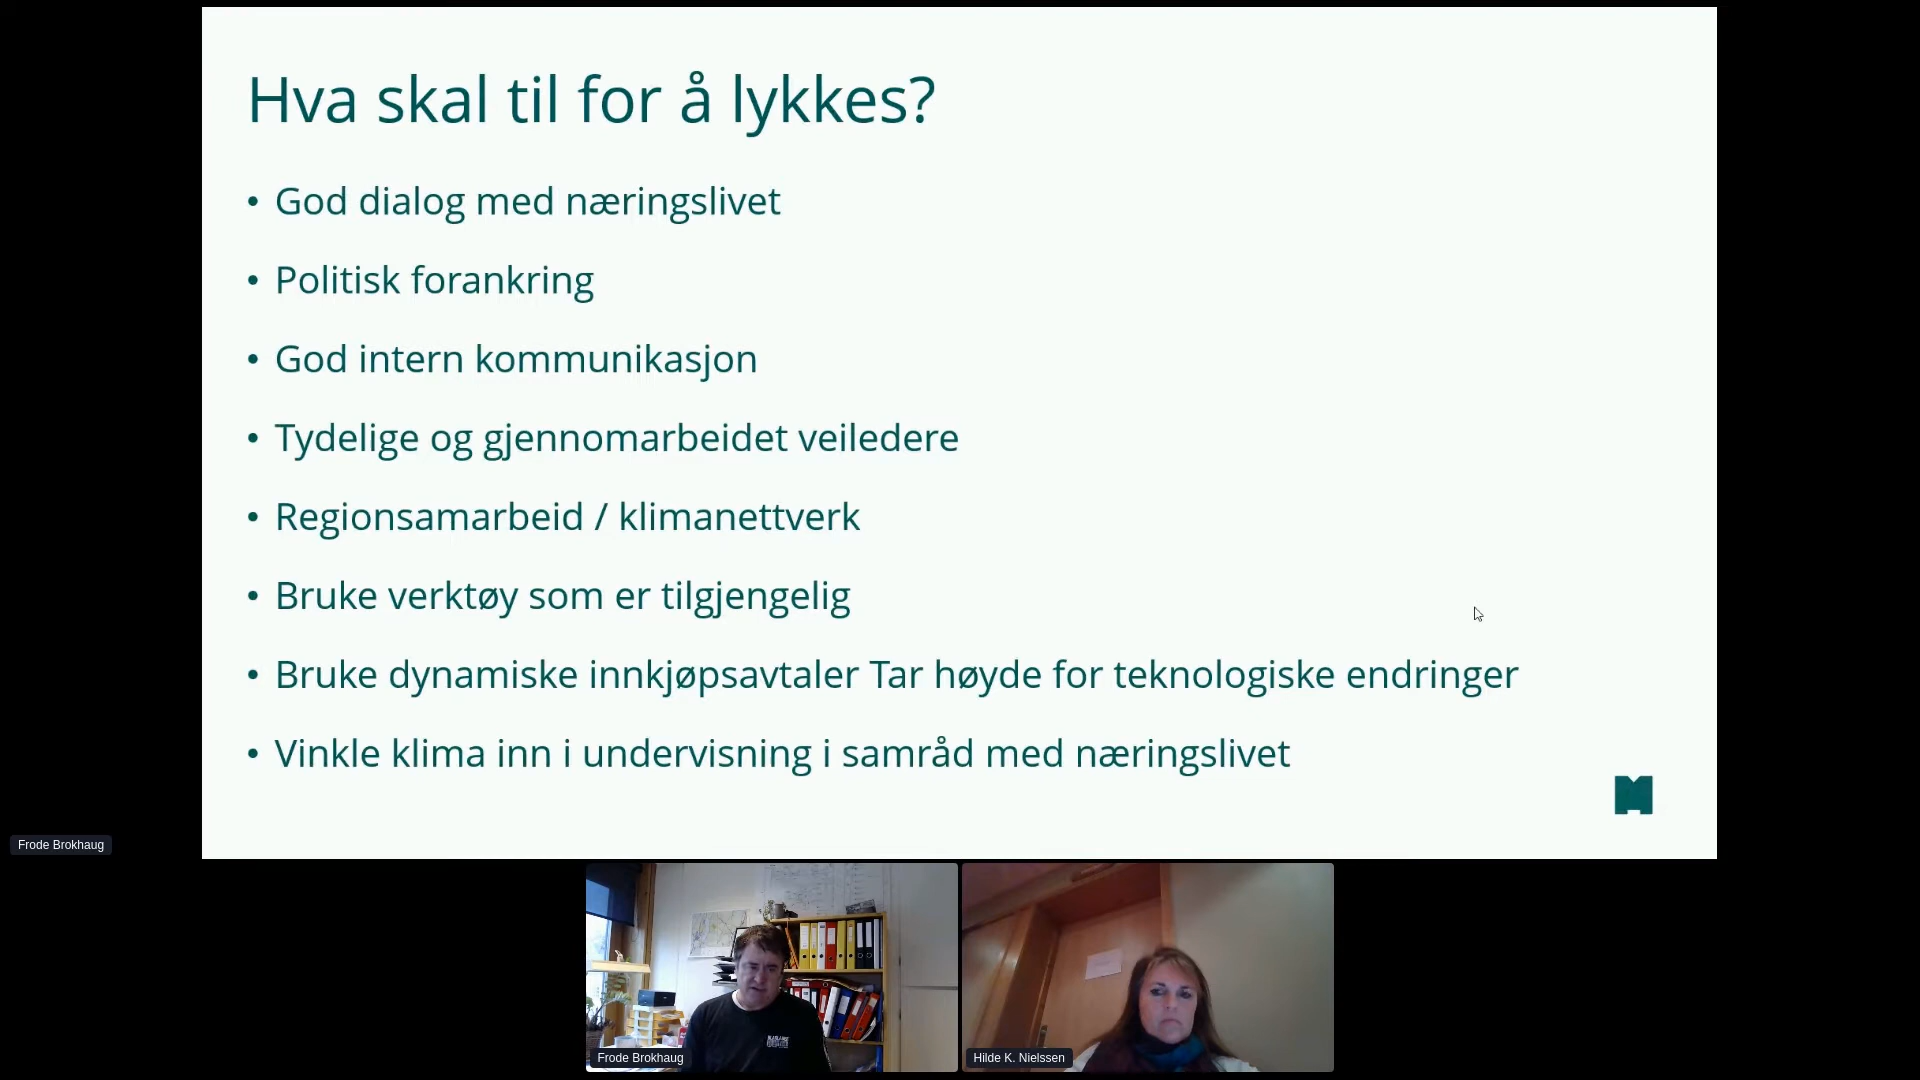 Hva skal til for å lykkes?
• God dialog med næringslivet
• Politisk forankring
• God intern kommunikasjon
• Tydelige og gjennomarbeidet veiledere
• Regionsamarbeid / klimanettverk
• Bruke verktøy som er tilgjengelig
• Bruke dynamiske innkjøpsavtaler Tar høyde for teknologiske endringer
• Vinkle klima inn i undervisning i samråd med næringslivet
Frode Brokhaug
Frode Brokhaug
Hilde K. Nielssen